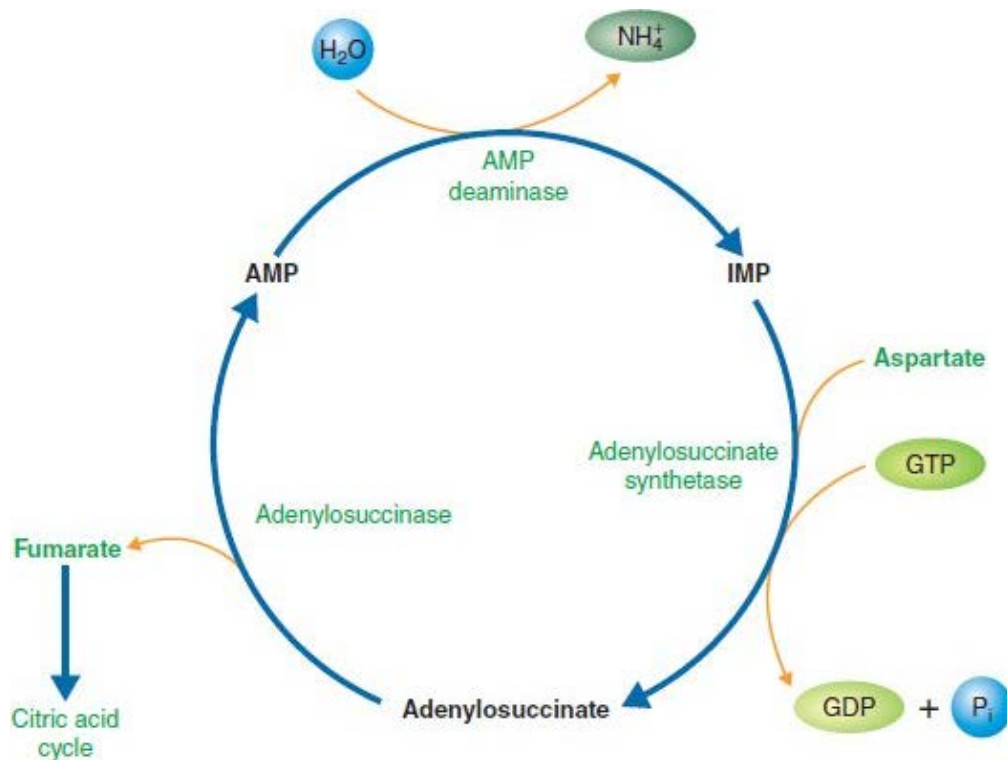 H₂O
NH₄⁺
AMP
deaminase
AMP
IMP
Aspartate
Adenylosuccinate
synthetase
GTP
Adenylosuccinase
Fumarate
Adenylosuccinate
GDP + Pᵢ
Citric acid
cycle